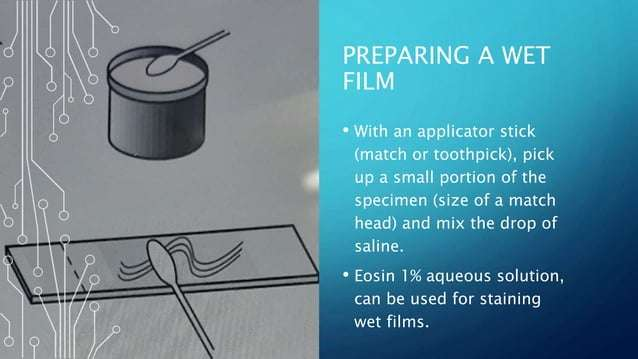 PREPARING A WET
FILM
• With an applicator stick
(match or toothpick), pick
up a small portion of the
specimen (size of a match
head) and mix the drop of
saline.
• Eosin 1% aqueous solution,
can be used for staining
wet films.